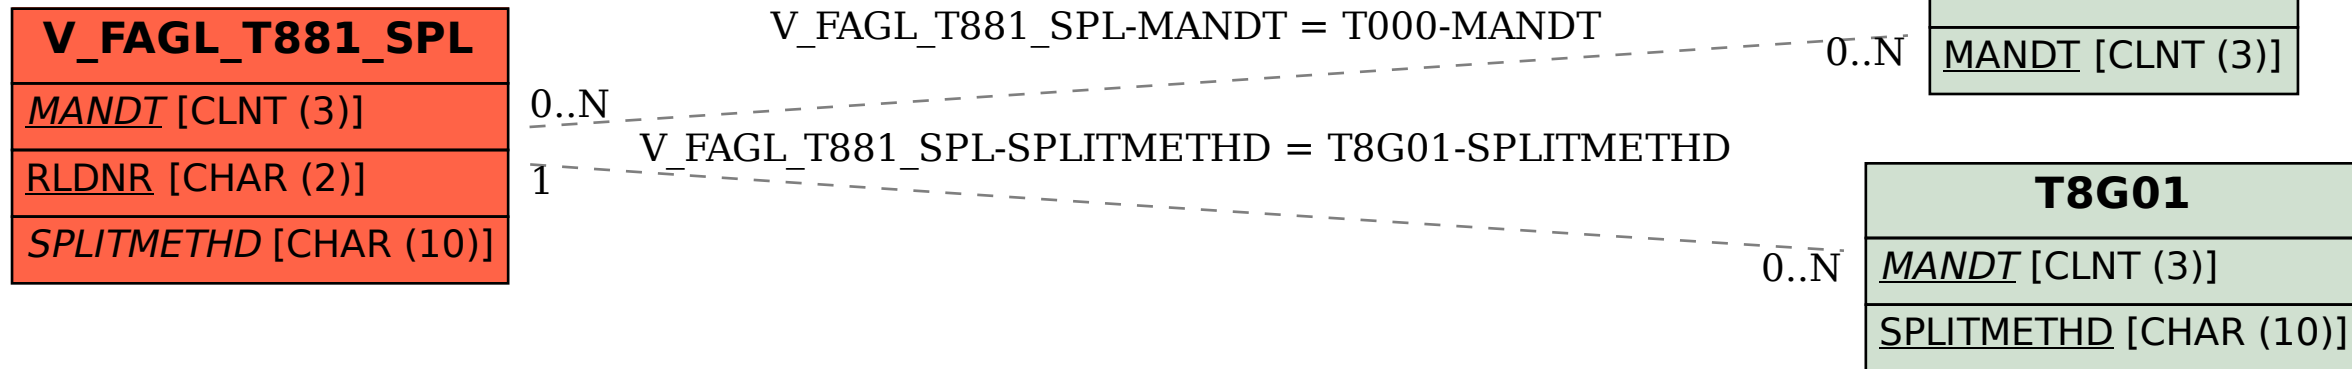 V_FAGL_T881_SPL
MANDT [CLNT (3)]
RLDNR [CHAR (2)]
SPLITMETHD [CHAR (10)]
V_FAGL_T881_SPL-MANDT = T000-MANDT
0..N
0..N
V_FAGL_T881_SPL-SPLITMETHD = T8G01-SPLITMETHD
1
0..N
MANDT [CLNT (3)]
T8G01
MANDT [CLNT (3)]
SPLITMETHD [CHAR (10)]